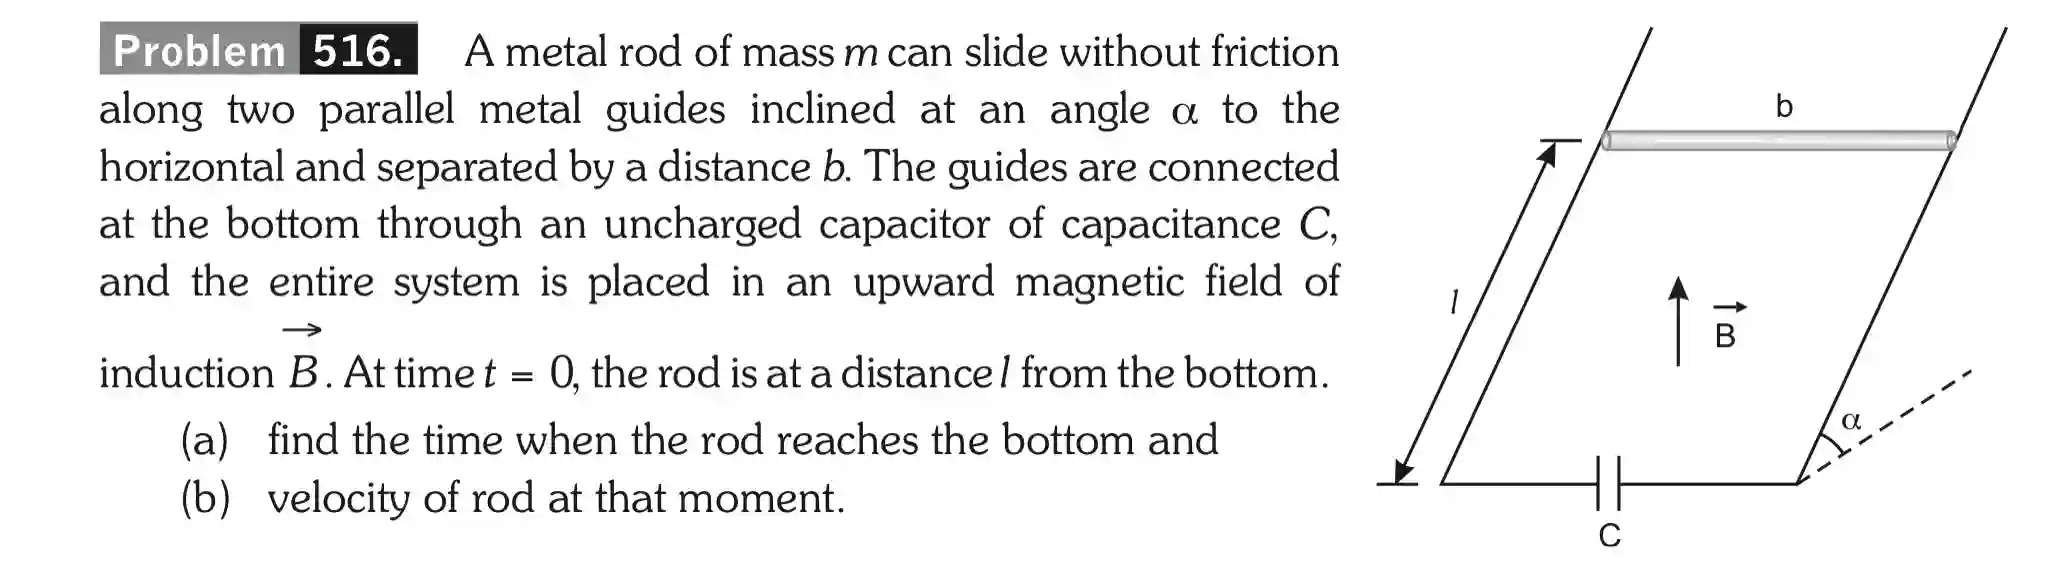 Problem 516. A metal rod of mass m can slide without friction
along two parallel metal guides inclined at an angle α to the
horizontal and separated by a distance b. The guides are connected
at the bottom through an uncharged capacitor of capacitance C,
and the entire system is placed in an upward magnetic field of
induction B⃗. At time t = 0, the rod is at a distance l from the bottom.
(a) find the time when the rod reaches the bottom and
(b) velocity of rod at that moment.
b
l
B⃗
α
C